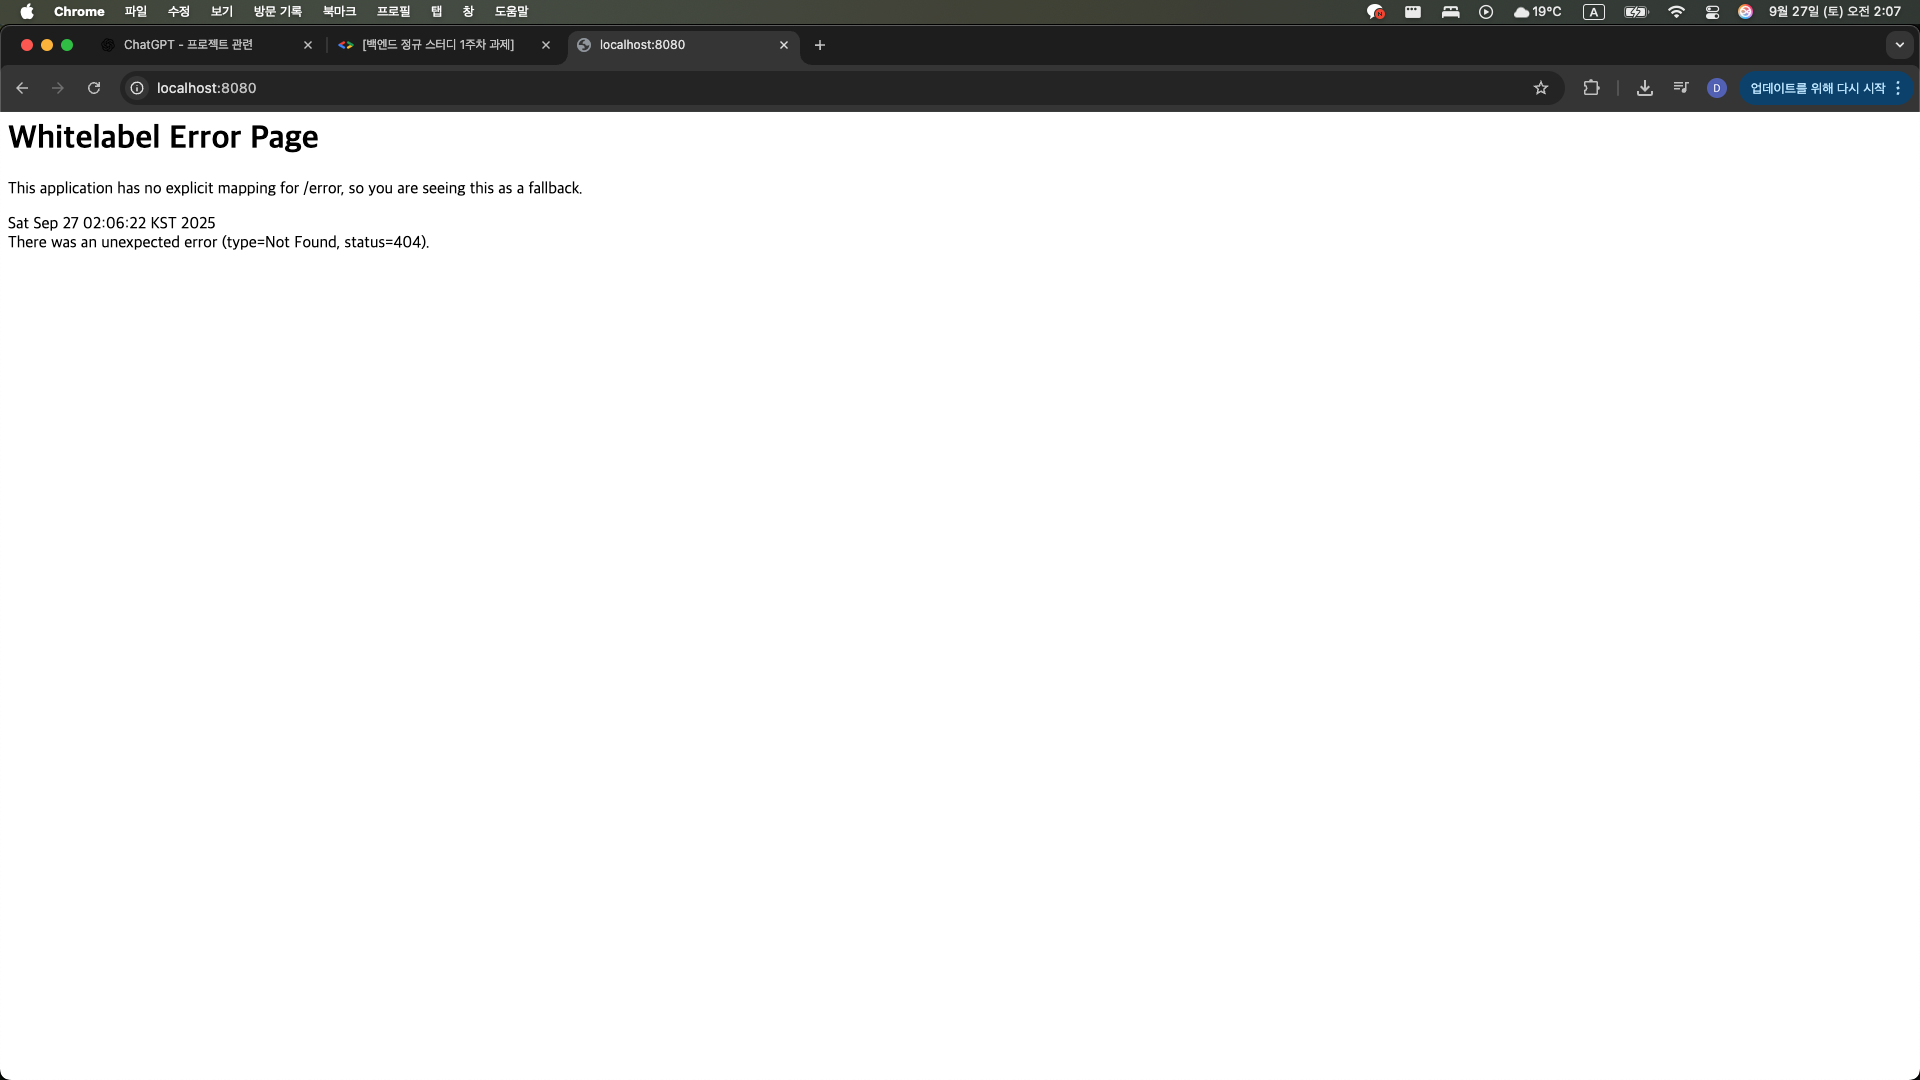 Chrome 파일 수정 보기 방문 기록 북마크 프로필 탭 창 도움말 19°C A 9월 27일 (토) 오전 2:07
ChatGPT - 프로젝트 관련 [백엔드 정규 스터디 1주차 과제] localhost:8080
localhost:8080 D 업데이트를 위해 다시 시작
Whitelabel Error Page
This application has no explicit mapping for /error, so you are seeing this as a fallback.
Sat Sep 27 02:06:22 KST 2025
There was an unexpected error (type=Not Found, status=404).